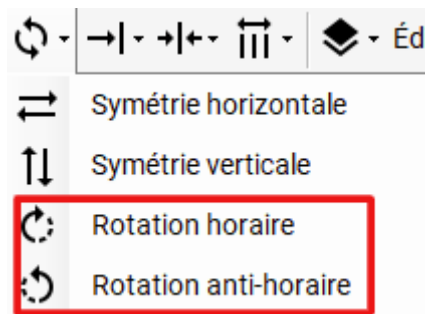 Éd
Symétrie horizontale
Symétrie verticale
Rotation horaire
Rotation anti-horaire